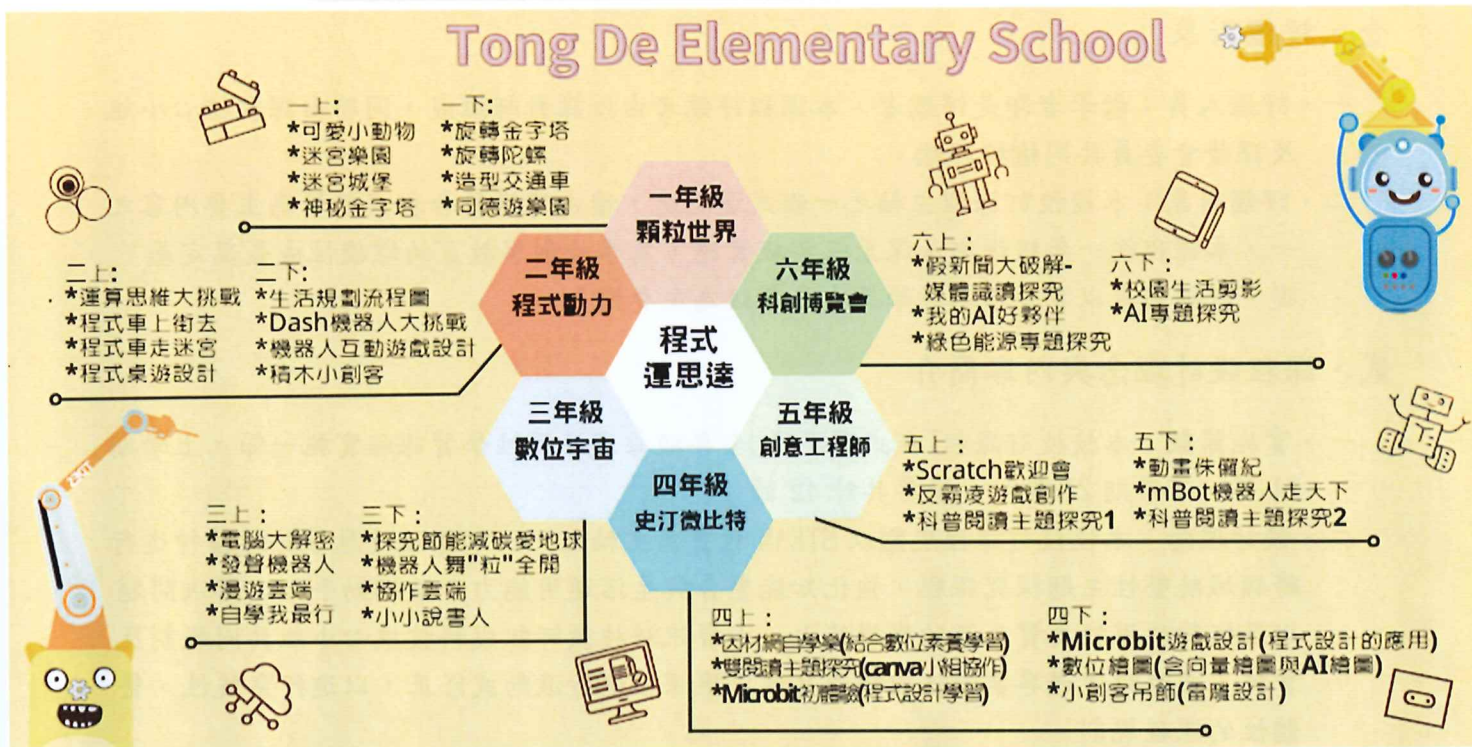 Tong De Elementary School
一上：
*可愛小動物
*迷宮樂園
*迷宮城堡
*神秘金字塔
一下：
*旋轉金字塔
*旋轉陀螺
*造型交通車
*同德遊樂園
一年級
顆粒世界
二上:
*運算思維大挑戰
*程式車上街去
*程式車走迷宮
*程式桌遊設計
二下：
*生活規劃流程圖
*Dash機器人大挑戰
*機器人互動遊戲設計
*積木小創客
二年級
程式動力
六年級
科創博覽會
六上：
*假新聞大破解-
媒體識讀探究
*我的AI好夥伴
*綠色能源專題探究
六下：
*校園生活剪影
*AI專題探究
程式
運思達
三年級
數位宇宙
五年級
創意工程師
四年級
史汀微比特
三上：
*電腦大解密
*發聲機器人
*漫遊雲端
*自學我最行
三下：
*探究節能減碳愛地球
*機器人舞"粒"全開
*協作雲端
*小小說書人
五上：
*Scratch歡迎會
*反霸凌遊戲創作
*科普閱讀主題探究1
五下：
*動畫侏儸紀
*mBot機器人走天下
*科普閱讀主題探究2
四上：
*因材網自學樂(結合數位素養學習)
*雙閱讀主題探究(canva小組協作)
*Microbit初體驗(程式設計學習)
四下：
*Microbit遊戲設計(程式設計的應用)
*數位繪圖(含向量繪圖與AI繪圖)
*小創客吊飾(雷雕設計)